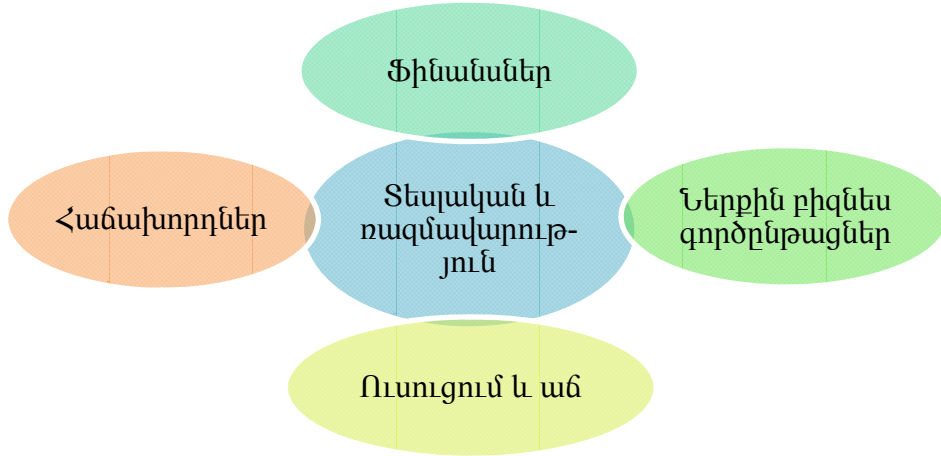 Ֆինանսներ
Հաճախորդներ
Տեսլական և
ռազմավարութ-
յուն
Ներքին բիզնես
գործընթացներ
Ուսուցում և աճ